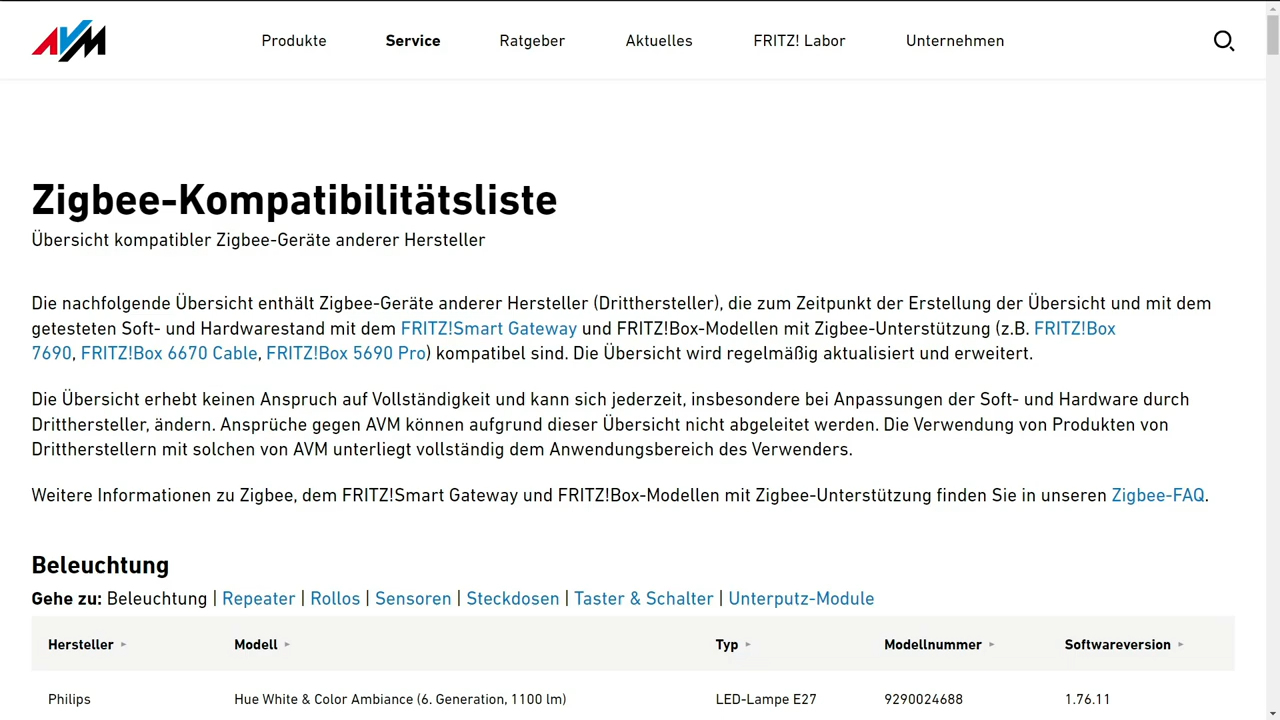 AVM
Produkte
Service
Ratgeber
Aktuelles
FRITZ! Labor
Unternehmen
Zigbee-Kompatibilitätsliste
Übersicht kompatibler Zigbee-Geräte anderer Hersteller
Die nachfolgende Übersicht enthält Zigbee-Geräte anderer Hersteller (Dritthersteller), die zum Zeitpunkt der Erstellung der Übersicht und mit dem
getesteten Soft- und Hardwarestand mit dem FRITZ!Smart Gateway und FRITZ!Box-Modellen mit Zigbee-Unterstützung (z.B. FRITZ!Box
7690, FRITZ!Box 6670 Cable, FRITZ!Box 5690 Pro) kompatibel sind. Die Übersicht wird regelmäßig aktualisiert und erweitert.
Die Übersicht erhebt keinen Anspruch auf Vollständigkeit und kann sich jederzeit, insbesondere bei Anpassungen der Soft- und Hardware durch
Dritthersteller, ändern. Ansprüche gegen AVM können aufgrund dieser Übersicht nicht abgeleitet werden. Die Verwendung von Produkten von
Drittherstellern mit solchen von AVM unterliegt vollständig dem Anwendungsbereich des Verwenders.
Weitere Informationen zu Zigbee, dem FRITZ!Smart Gateway und FRITZ!Box-Modellen mit Zigbee-Unterstützung finden Sie in unseren Zigbee-FAQ.
Beleuchtung
Gehe zu: Beleuchtung | Repeater | Rollos | Sensoren | Steckdosen | Taster & Schalter | Unterputz-Module
Hersteller Modell Typ Modellnummer Softwareversion
Philips Hue White & Color Ambiance (6. Generation, 1100 lm) LED-Lampe E27 9290024688 1.76.11